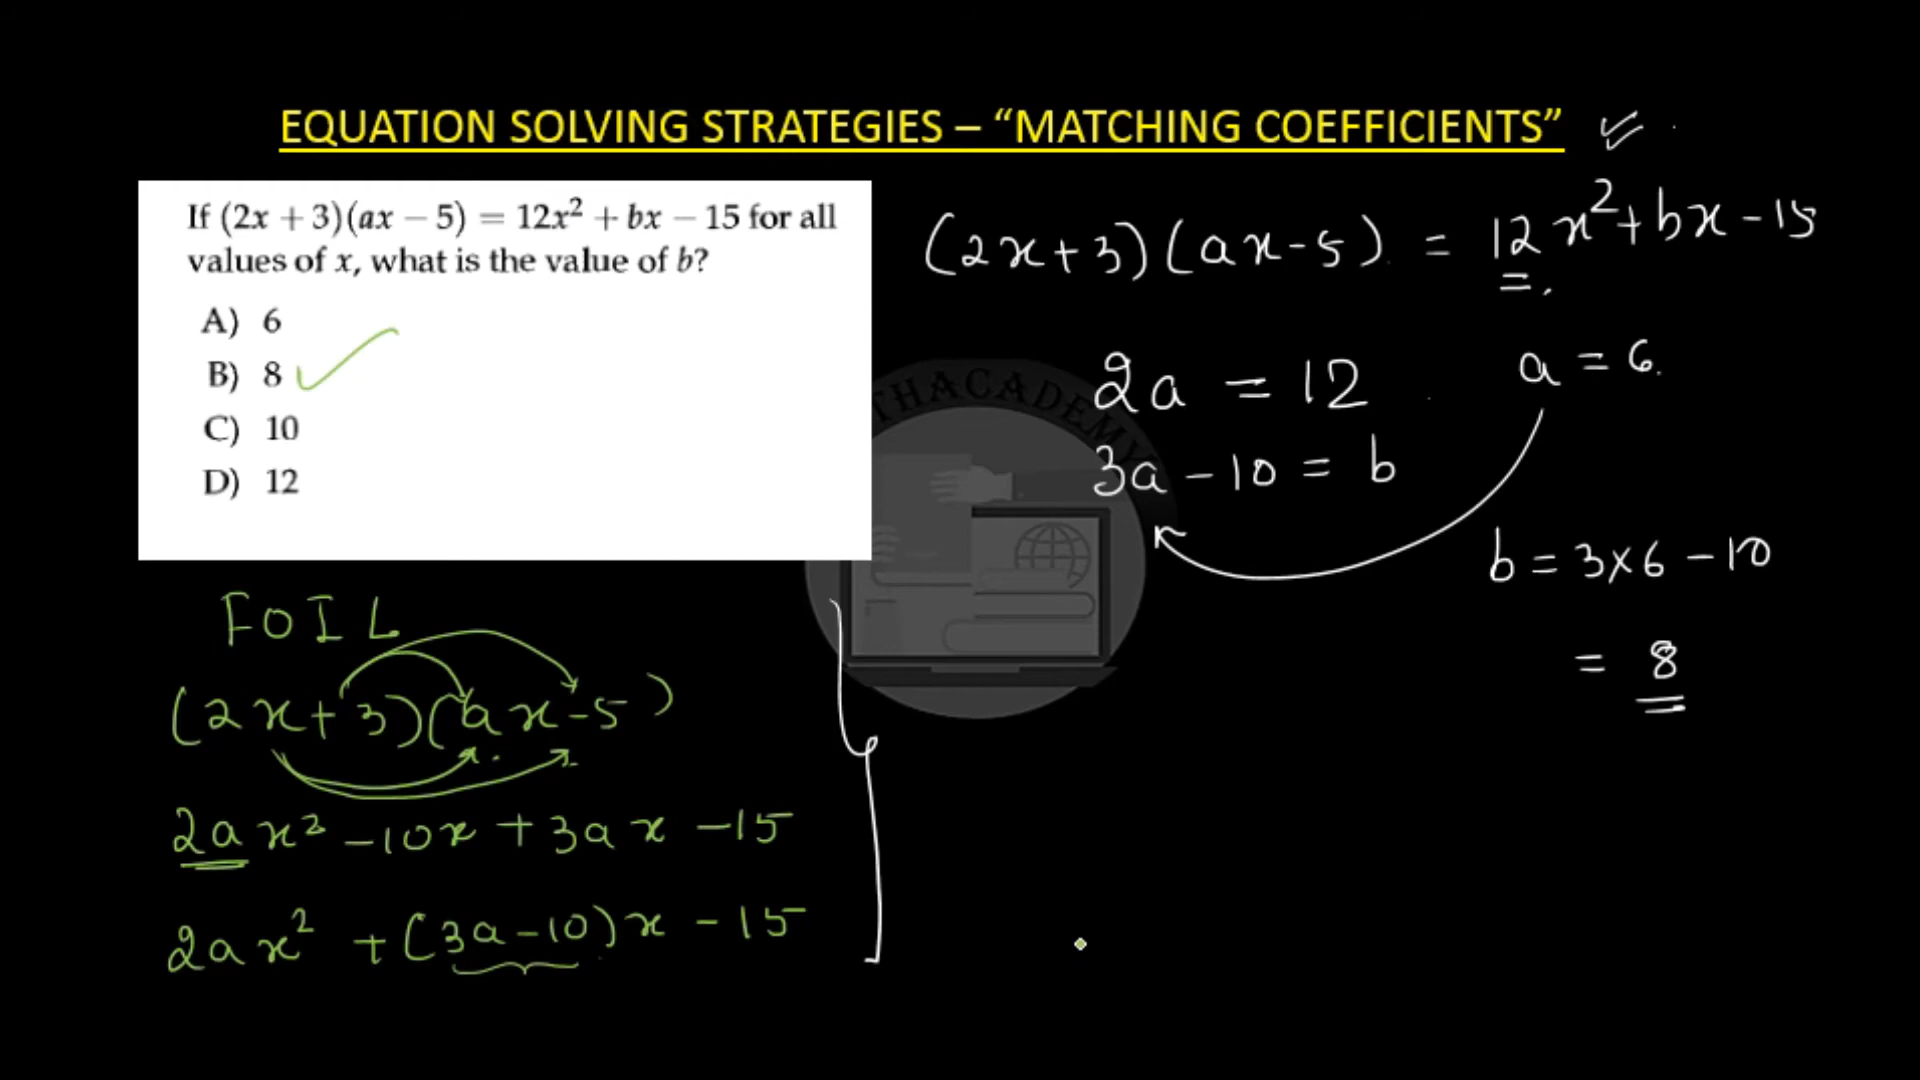 EQUATION SOLVING STRATEGIES – “MATCHING COEFFICIENTS”
If (2x + 3)(ax − 5) = 12x² + bx − 15 for all
values of x, what is the value of b?
A) 6
B) 8
C) 10
D) 12
(2x+3)(ax-5) = 12x²+bx-15
2a = 12
a = 6.
3a-10 = b
b = 3x6-10
= 8
THACADEMY
FOIL
(2x+3)(ax-5)
2ax²-10x+3ax-15
2ax²+(3a-10)x-15